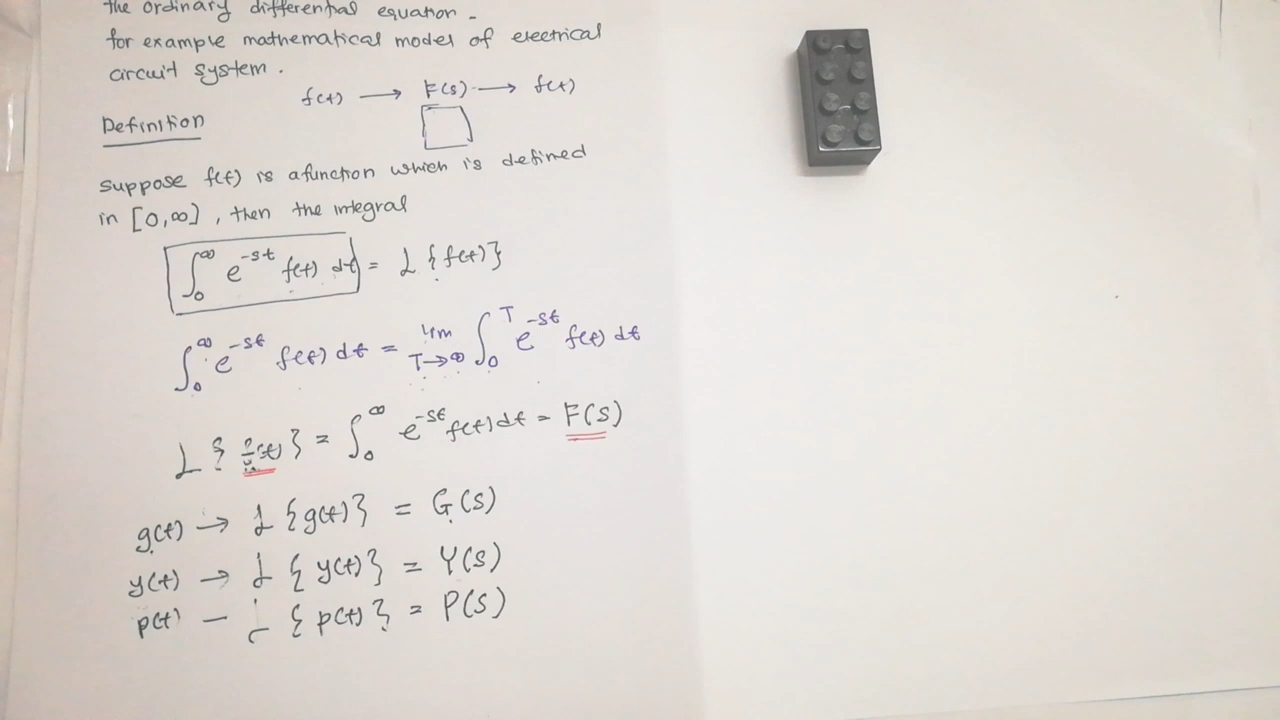 the ordinary differential equation.
for example mathematical modes of electrical
circuit system.
f(t) → F(s) → f(t)
Definition
suppose f(t) is a function which is defined
in [0,∞], then the integral
∫₀^∞ e^{-st} f(t) dt = L {f(t)}
∫₀^∞ e^{-st} f(t) dt = lim T→∞ ∫₀^T e^{-st} f(t) dt
L { (t) } = ∫₀^∞ e^{-st} f(t) dt = F(s)
g(t) → L {g(t)} = G(s)
y(t) → L {y(t)} = Y(s)
p(t) — L {p(t)} = P(s)